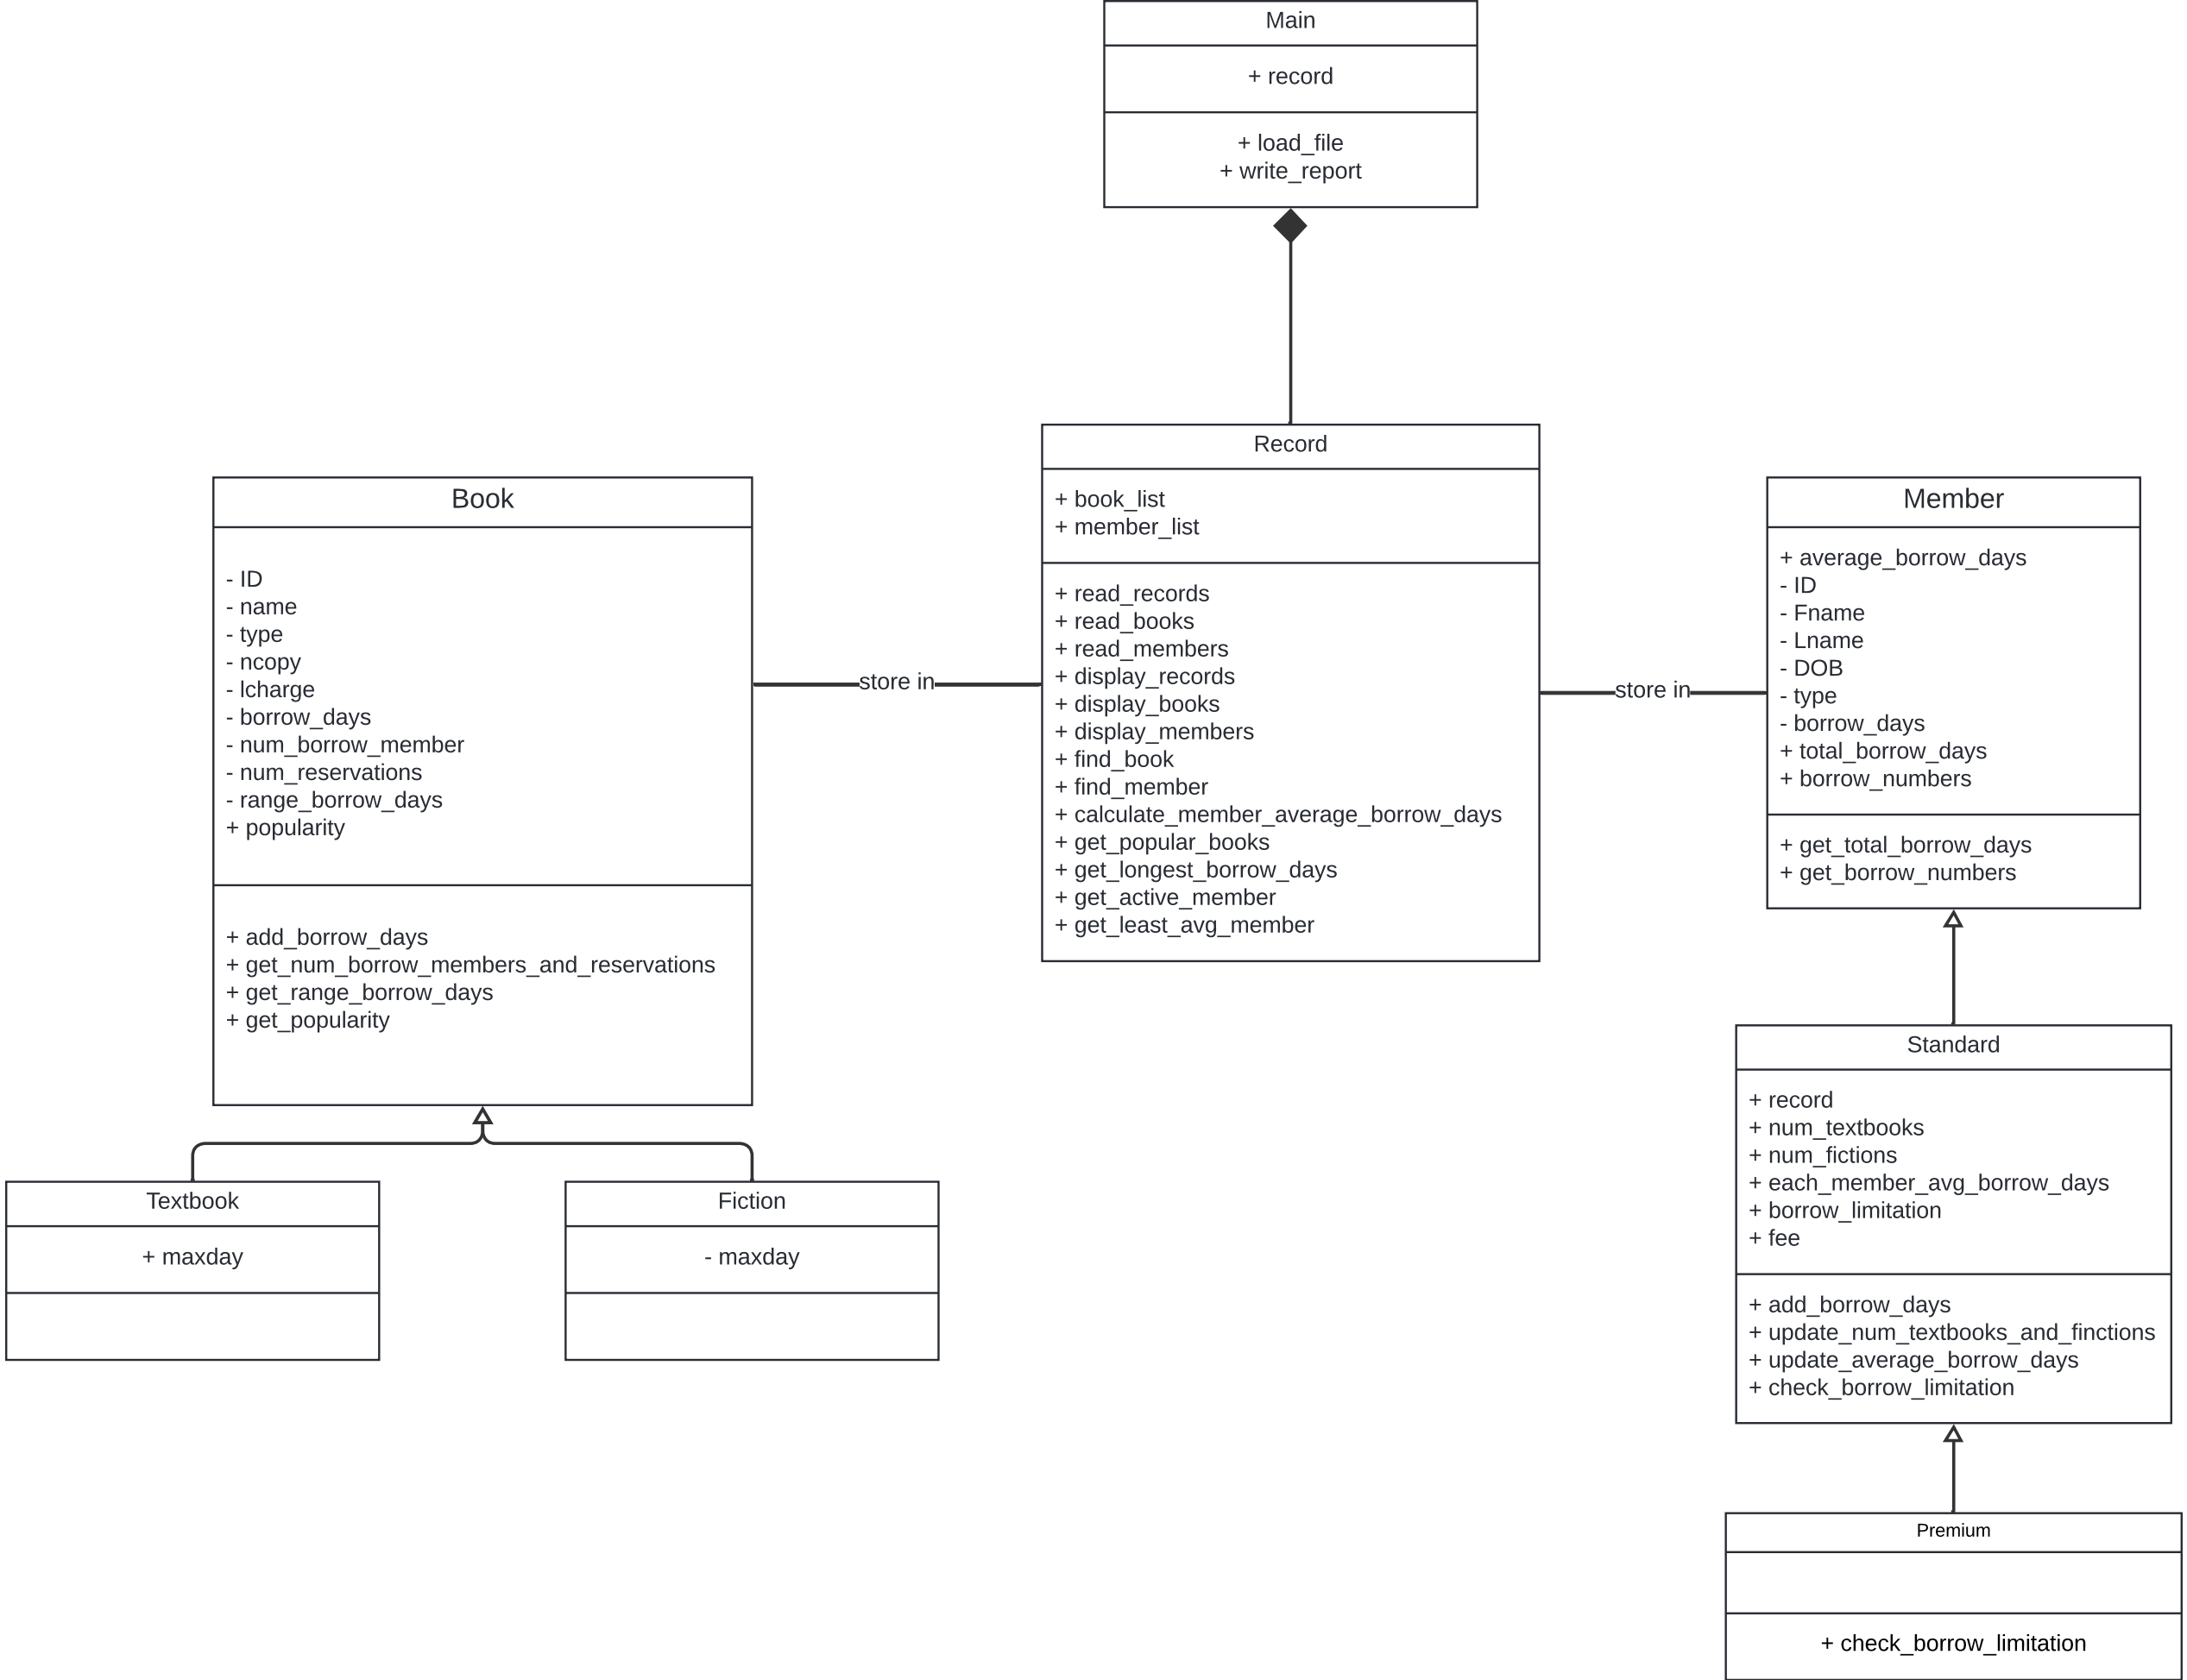 Main
+ record
+ load_file
+ write_report
Record
+ book_list
+ member_list
+ read_records
+ read_books
+ read_members
+ display_records
+ display_books
+ display_members
+ find_book
+ find_member
+ calculate_member_average_borrow_days
+ get_popular_books
+ get_longest_borrow_days
+ get_active_member
+ get_least_avg_member
Book
- ID
- name
- type
- ncopy
- lcharge
- borrow_days
- num_borrow_member
- num_reservations
- range_borrow_days
+ popularity
+ add_borrow_days
+ get_num_borrow_members_and_reservations
+ get_range_borrow_days
+ get_popularity
store in
store in
Member
+ average_borrow_days
- ID
- Fname
- Lname
- DOB
- type
- borrow_days
+ total_borrow_days
+ borrow_numbers
+ get_total_borrow_days
+ get_borrow_numbers
Textbook
+ maxday
Fiction
- maxday
Standard
+ record
+ num_textbooks
+ num_fictions
+ each_member_avg_borrow_days
+ borrow_limitation
+ fee
+ add_borrow_days
+ update_num_textbooks_and_finctions
+ update_average_borrow_days
+ check_borrow_limitation
Premium
+ check_borrow_limitation